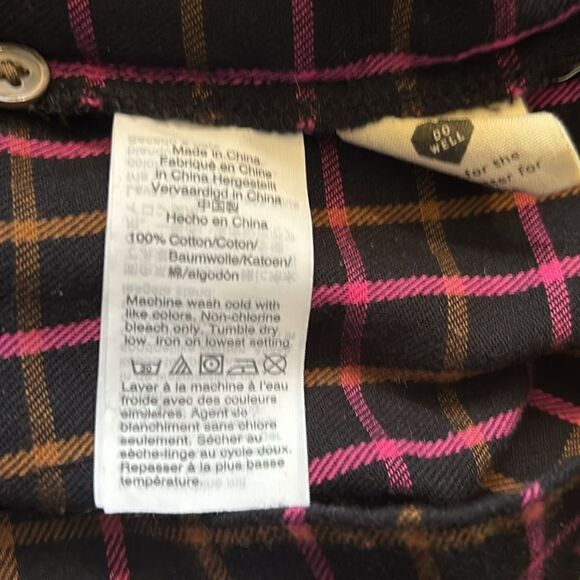 Made in China
Fabriqué en China
in China Hergestellt
Vervaardigd in China
中国製
Hecho en China
100% Cotton/Coton/
Baumwolle/Katoen/
綿/algodón
Machine wash cold with
like colors. Non-chlorine
bleach only. Tumble dry
low. Iron on lowest setting.
Layer à la machine à l'eau
froide avec des couleurs
similaires. Agent de
blanchiment sans chlore
seulement. Sécher au
sèche-linge au cycle doux.
Repasser à la plus basse
température.
DO
WELL
for the
for